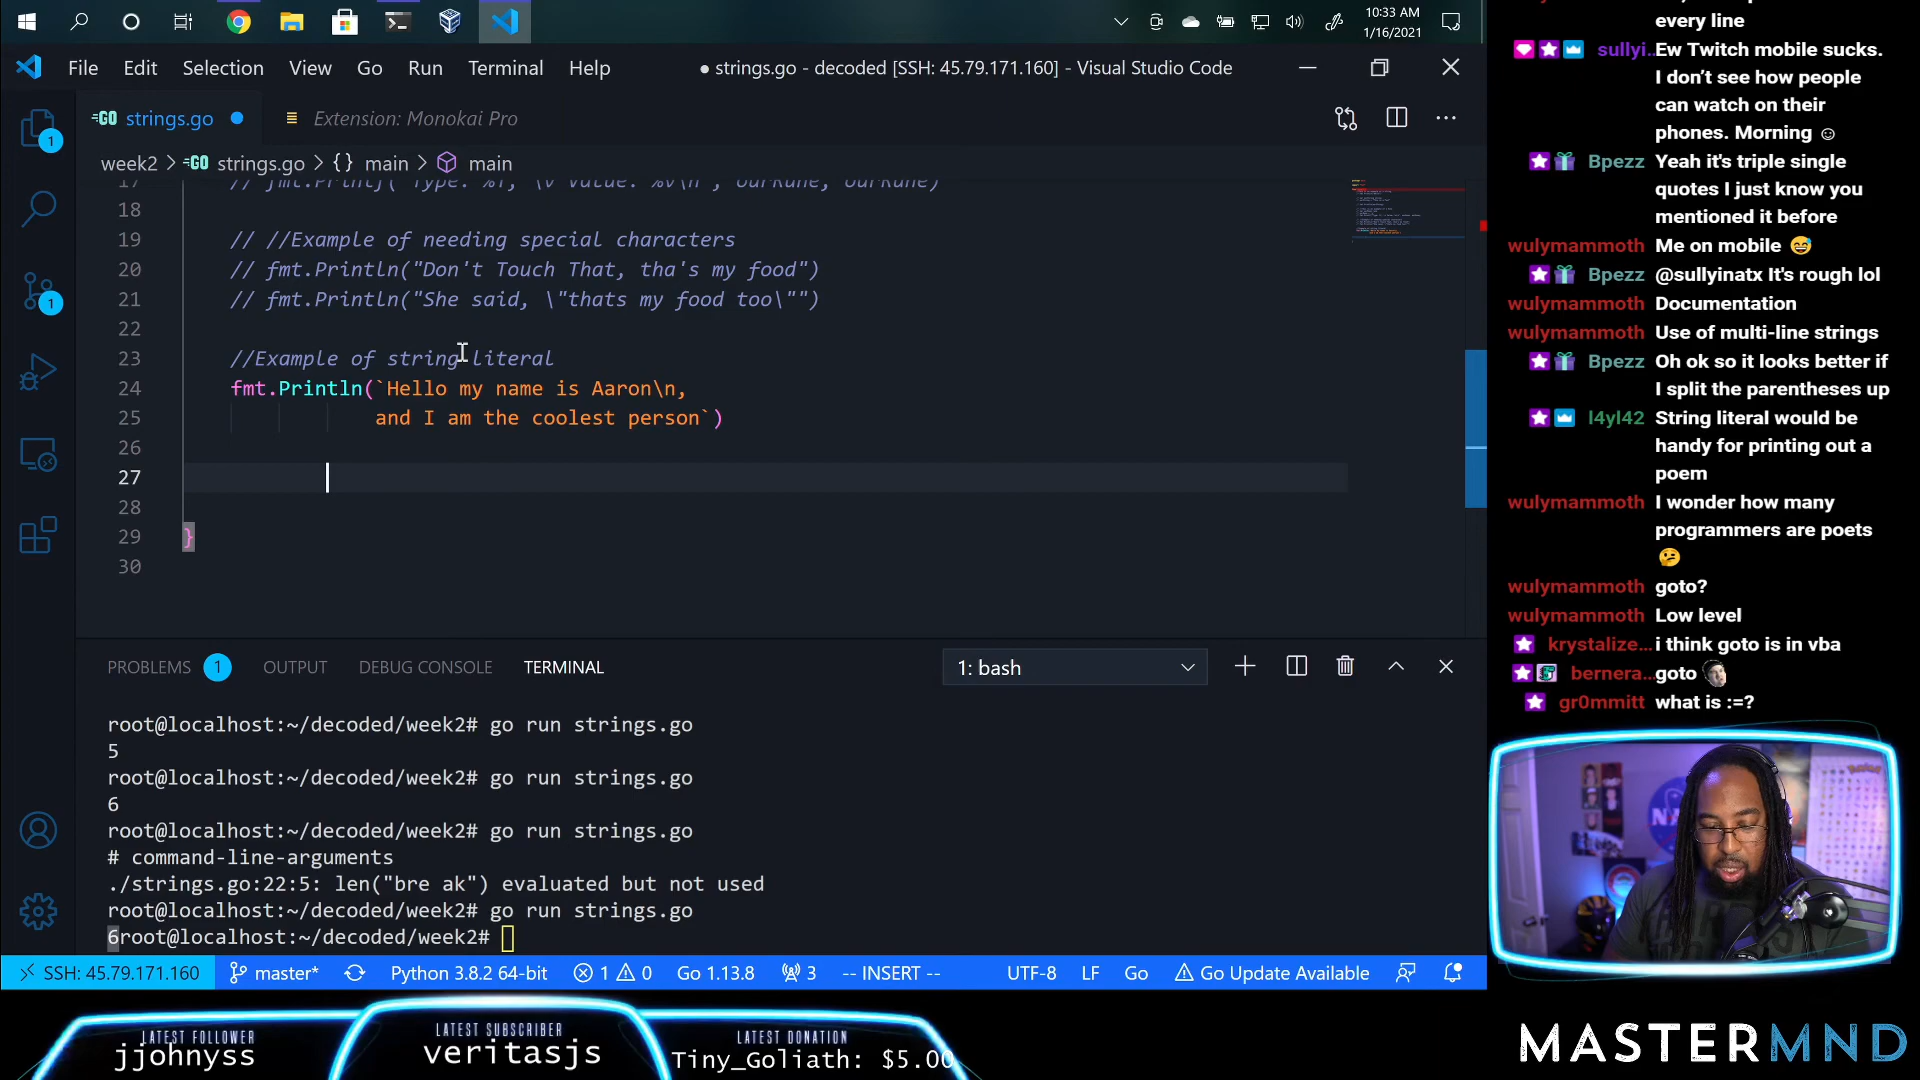 10:33 AM
1/16/2021
File Edit Selection View Go Run Terminal Help
● strings.go - decoded [SSH: 45.79.171.160] - Visual Studio Code
GO strings.go ● Extension: Monokai Pro
week2 > GO strings.go > {} main > main
17 // fmt.Printf("Type: %T, \v Value: %v\n", ourRune, ourRune)
18
19 // //Example of needing special characters
20 // fmt.Println("Don't Touch That, tha's my food")
21 // fmt.Println("She said, \"thats my food too\"")
22
23 //Example of string literal
24 fmt.Println(`Hello my name is Aaron\n,
25 and I am the coolest person`)
26
27
28
29 }
30
PROBLEMS 1 OUTPUT DEBUG CONSOLE TERMINAL 1: bash
root@localhost:~/decoded/week2# go run strings.go
5
root@localhost:~/decoded/week2# go run strings.go
6
root@localhost:~/decoded/week2# go run strings.go
# command-line-arguments
./strings.go:22:5: len("bre ak") evaluated but not used
root@localhost:~/decoded/week2# go run strings.go
6root@localhost:~/decoded/week2#
SSH: 45.79.171.160 master* Python 3.8.2 64-bit 1 0 Go 1.13.8 3 -- INSERT -- UTF-8 LF Go Go Update Available
every line
sullyi... Ew Twitch mobile sucks.
I don't see how people
can watch on their
phones. Morning ☺
Bpezz Yeah it's triple single
quotes I just know you
mentioned it before
wulymammoth Me on mobile 😅
Bpezz @sullyinatx It's rough lol
wulymammoth Documentation
wulymammoth Use of multi-line strings
Bpezz Oh ok so it looks better if
I split the parentheses up
l4yl42 String literal would be
handy for printing out a
poem
wulymammoth I wonder how many
programmers are poets
🤔
wulymammoth goto?
wulymammoth Low level
krystalize... i think goto is in vba
bernera... goto
gr0mmitt what is :=?
LATEST FOLLOWER
jjohnyss
LATEST SUBSCRIBER
veritasjs
LATEST DONATION
Tiny_Goliath: $5.00
MASTERMND